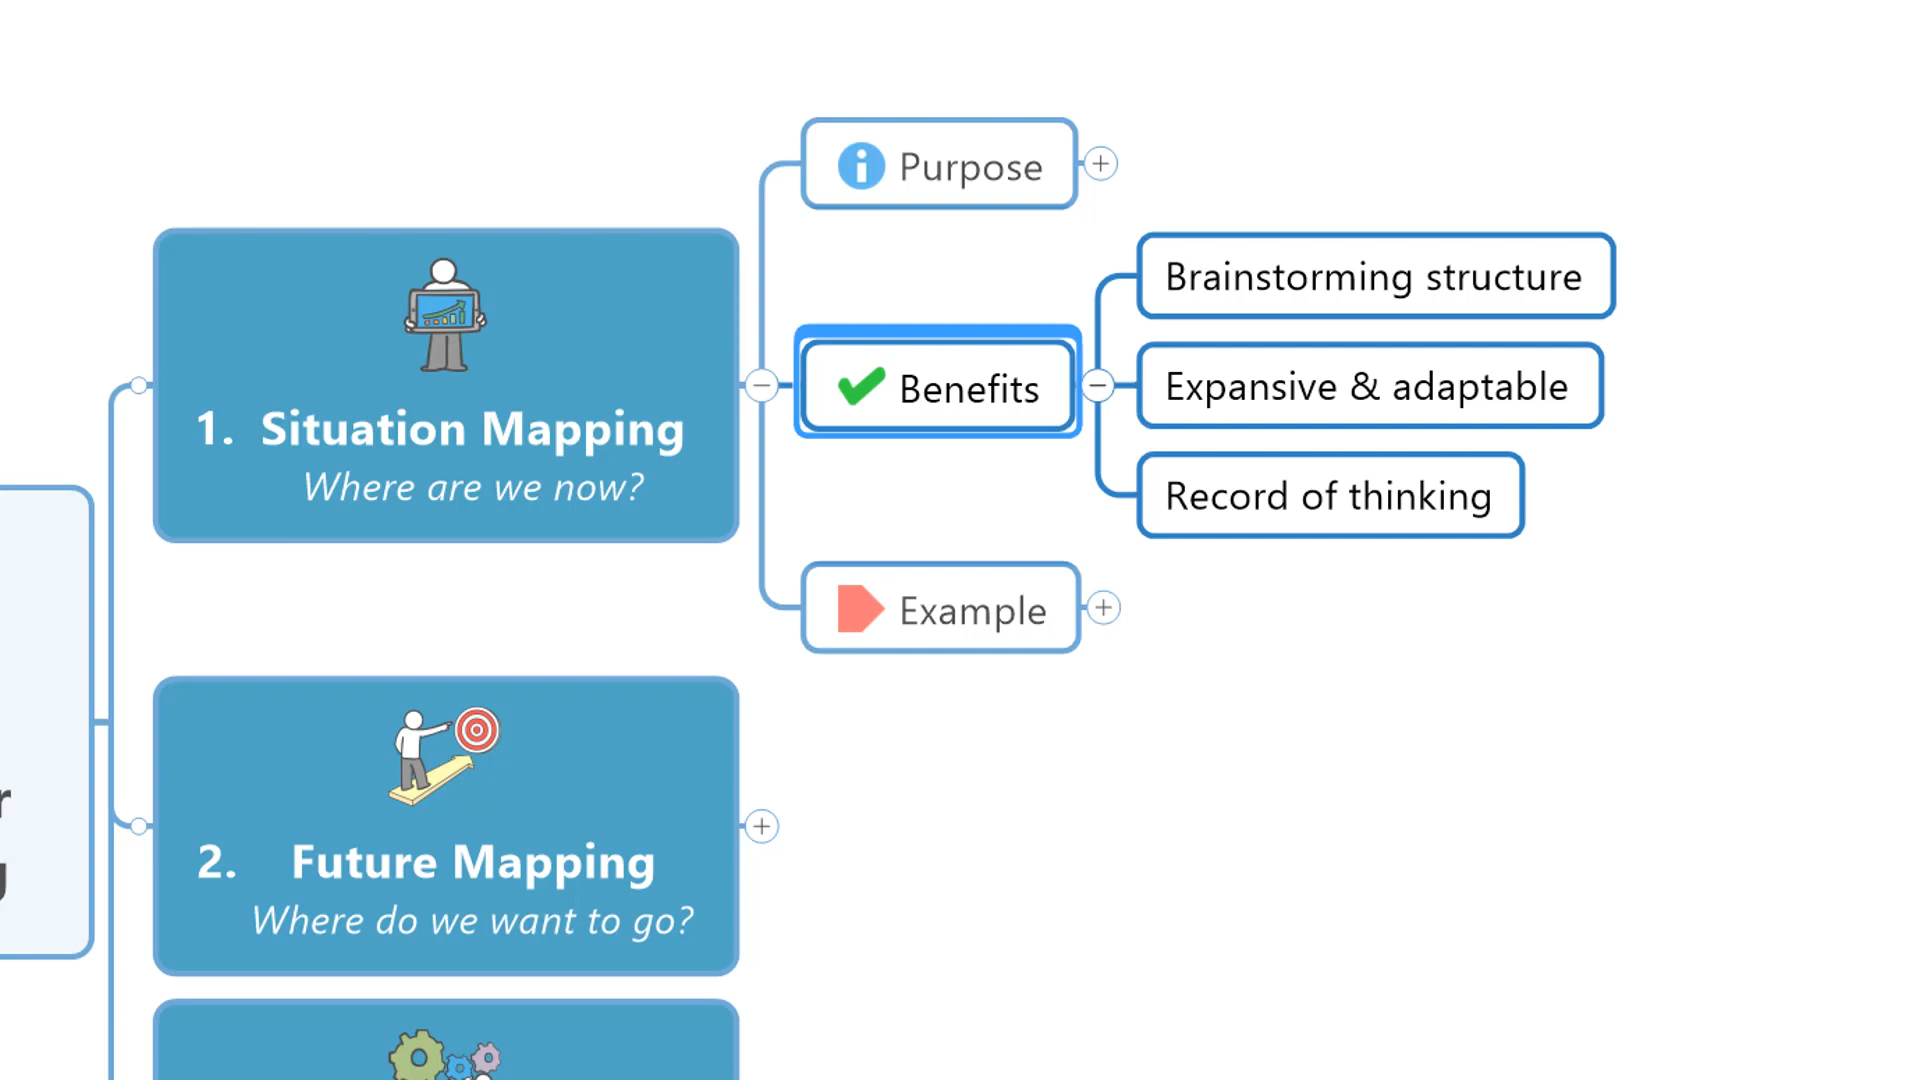 Purpose
Brainstorming structure
Benefits
Expansive & adaptable
Record of thinking
1. Situation Mapping
Where are we now?
Example
2. Future Mapping
Where do we want to go?